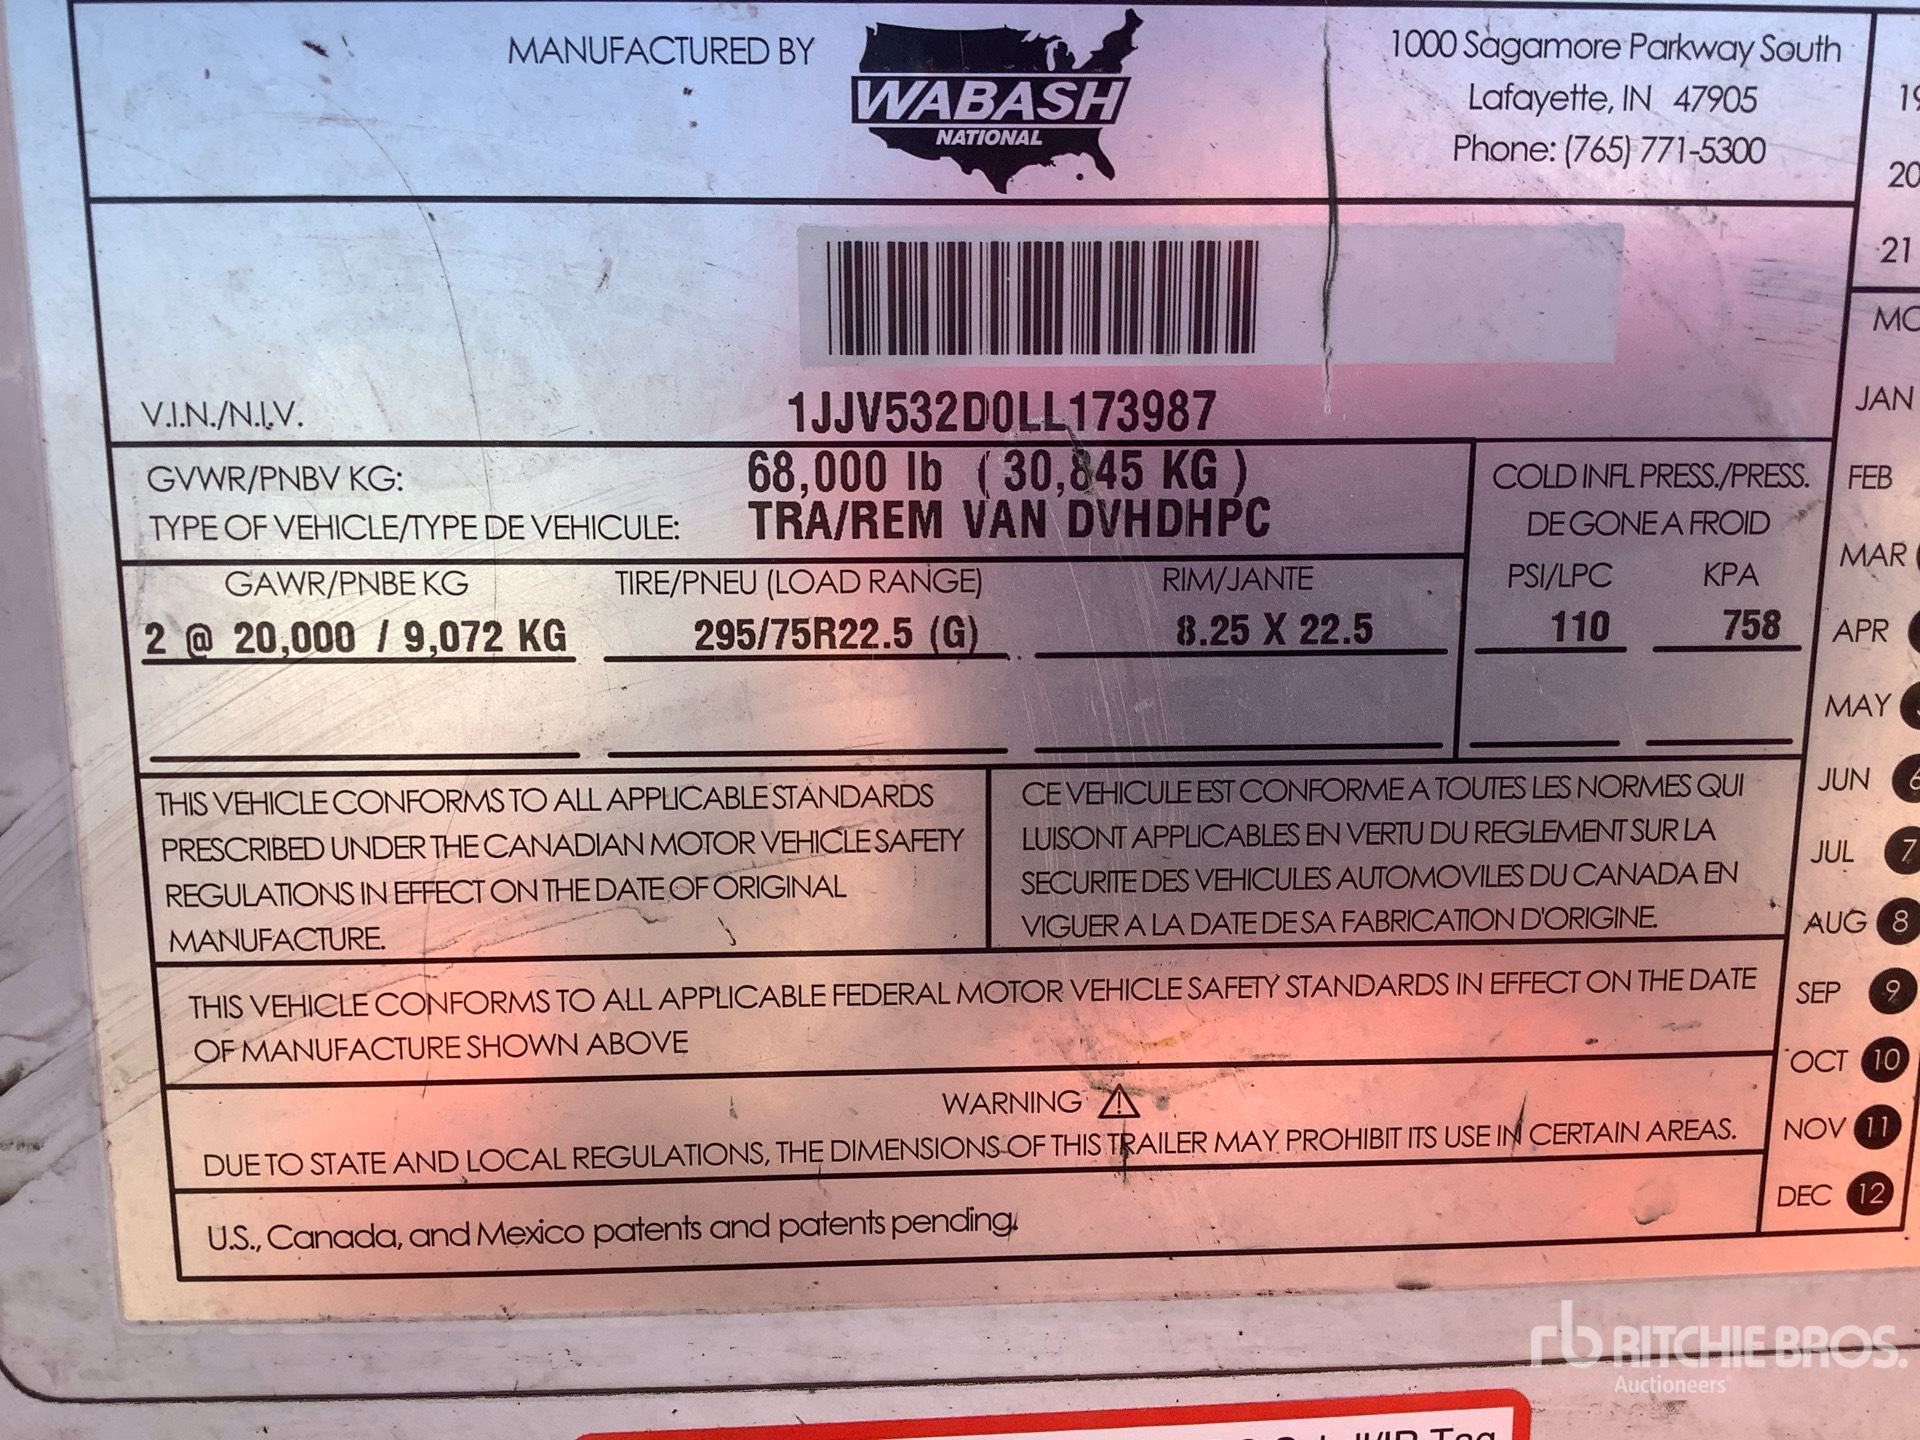 MANUFACTURED BY
WABASH
NATIONAL
1000 Sagamore Parkway South
Lafayette, IN 47905
Phone: (765) 771-5300
V.I.N./N.I.V. 1JJV532D0LL173987
GVWR/PNBV KG: 68,000 lb ( 30,845 KG )
TYPE OF VEHICLE/TYPE DE VEHICULE: TRA/REM VAN DVHDHPC
COLD INFL PRESS./PRESS.
DE GONE A FROID
GAWR/PNBE KG TIRE/PNEU (LOAD RANGE) RIM/JANTE PSI/LPC KPA
2 @ 20,000 / 9,072 KG 295/75R22.5 (G) 8.25 X 22.5 110 758
THIS VEHICLE CONFORMS TO ALL APPLICABLE STANDARDS
PRESCRIBED UNDER THE CANADIAN MOTOR VEHICLE SAFETY
REGULATIONS IN EFFECT ON THE DATE OF ORIGINAL
MANUFACTURE.
CE VEHICULE EST CONFORME A TOUTES LES NORMES QUI
LUISONT APPLICABLES EN VERTU DU REGLEMENT SUR LA
SECURITE DES VEHICULES AUTOMOVILES DU CANADA EN
VIGUER A LA DATE DE SA FABRICATION D'ORIGINE.
THIS VEHICLE CONFORMS TO ALL APPLICABLE FEDERAL MOTOR VEHICLE SAFETY STANDARDS IN EFFECT ON THE DATE
OF MANUFACTURE SHOWN ABOVE
WARNING
DUE TO STATE AND LOCAL REGULATIONS, THE DIMENSIONS OF THIS TRAILER MAY PROHIBIT ITS USE IN CERTAIN AREAS.
U.S., Canada, and Mexico patents and patents pending.
21
JAN
FEB
MAR
APR
MAY
JUN 6
JUL 7
AUG 8
SEP 9
OCT 10
NOV 11
DEC 12
rb RITCHIE BROS.
Auctioneers